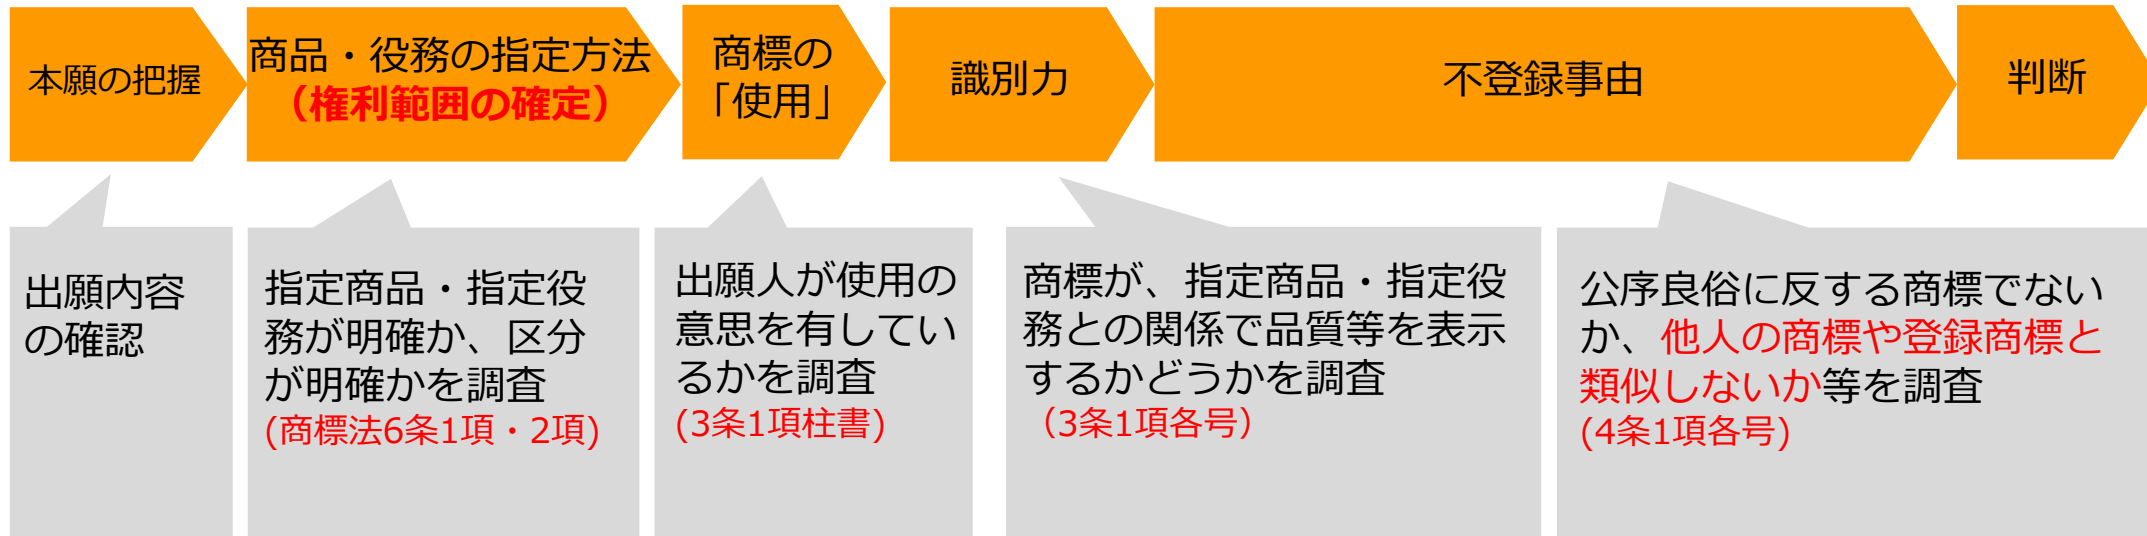 本願の把握
商品・役務の指定方法
（権利範囲の確定）
商標の
「使用」
識別力
不登録事由
判断
出願内容
の確認
指定商品・指定役
務が明確か、区分
が明確かを調査
(商標法6条1項・2項)
出願人が使用の
意思を有してい
るかを調査
(3条1項柱書)
商標が、指定商品・指定役
務との関係で品質等を表示
するかどうかを調査
（3条1項各号）
公序良俗に反する商標でない
か、他人の商標や登録商標と
類似しないか等を調査
(4条1項各号)